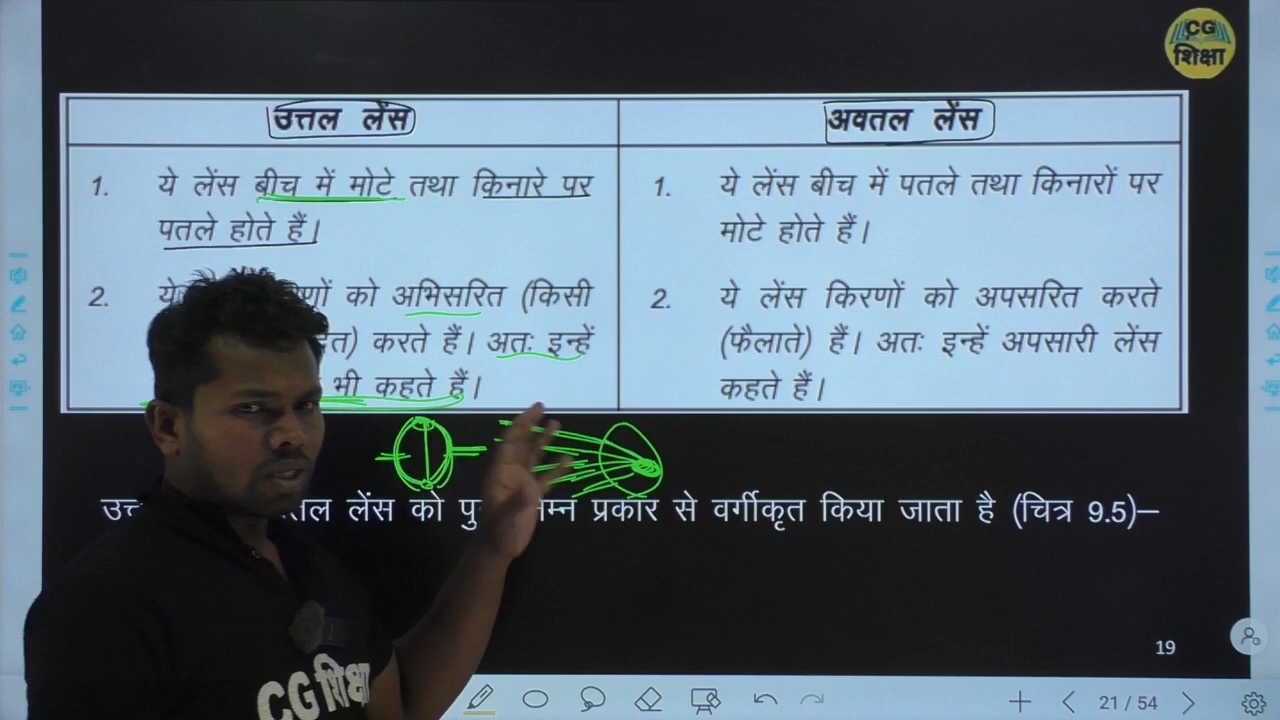 CG
शिक्षा
उत्तल लेंस
अवतल लेंस
1. ये लेंस बीच में मोटे तथा किनारे पर
पतले होते हैं।
1. ये लेंस बीच में पतले तथा किनारों पर
मोटे होते हैं।
2. ये को अभिसरित (किसी
करते हैं। अतः इन्हें
भी कहते हैं।
2. ये लेंस किरणों को अपसरित करते
(फैलाते) हैं। अतः इन्हें अपसारी लेंस
कहते हैं।
लेंस को प्रकार से वर्गीकृत किया जाता है (चित्र 9.5)–
19
21 / 54
CG शिक्षा